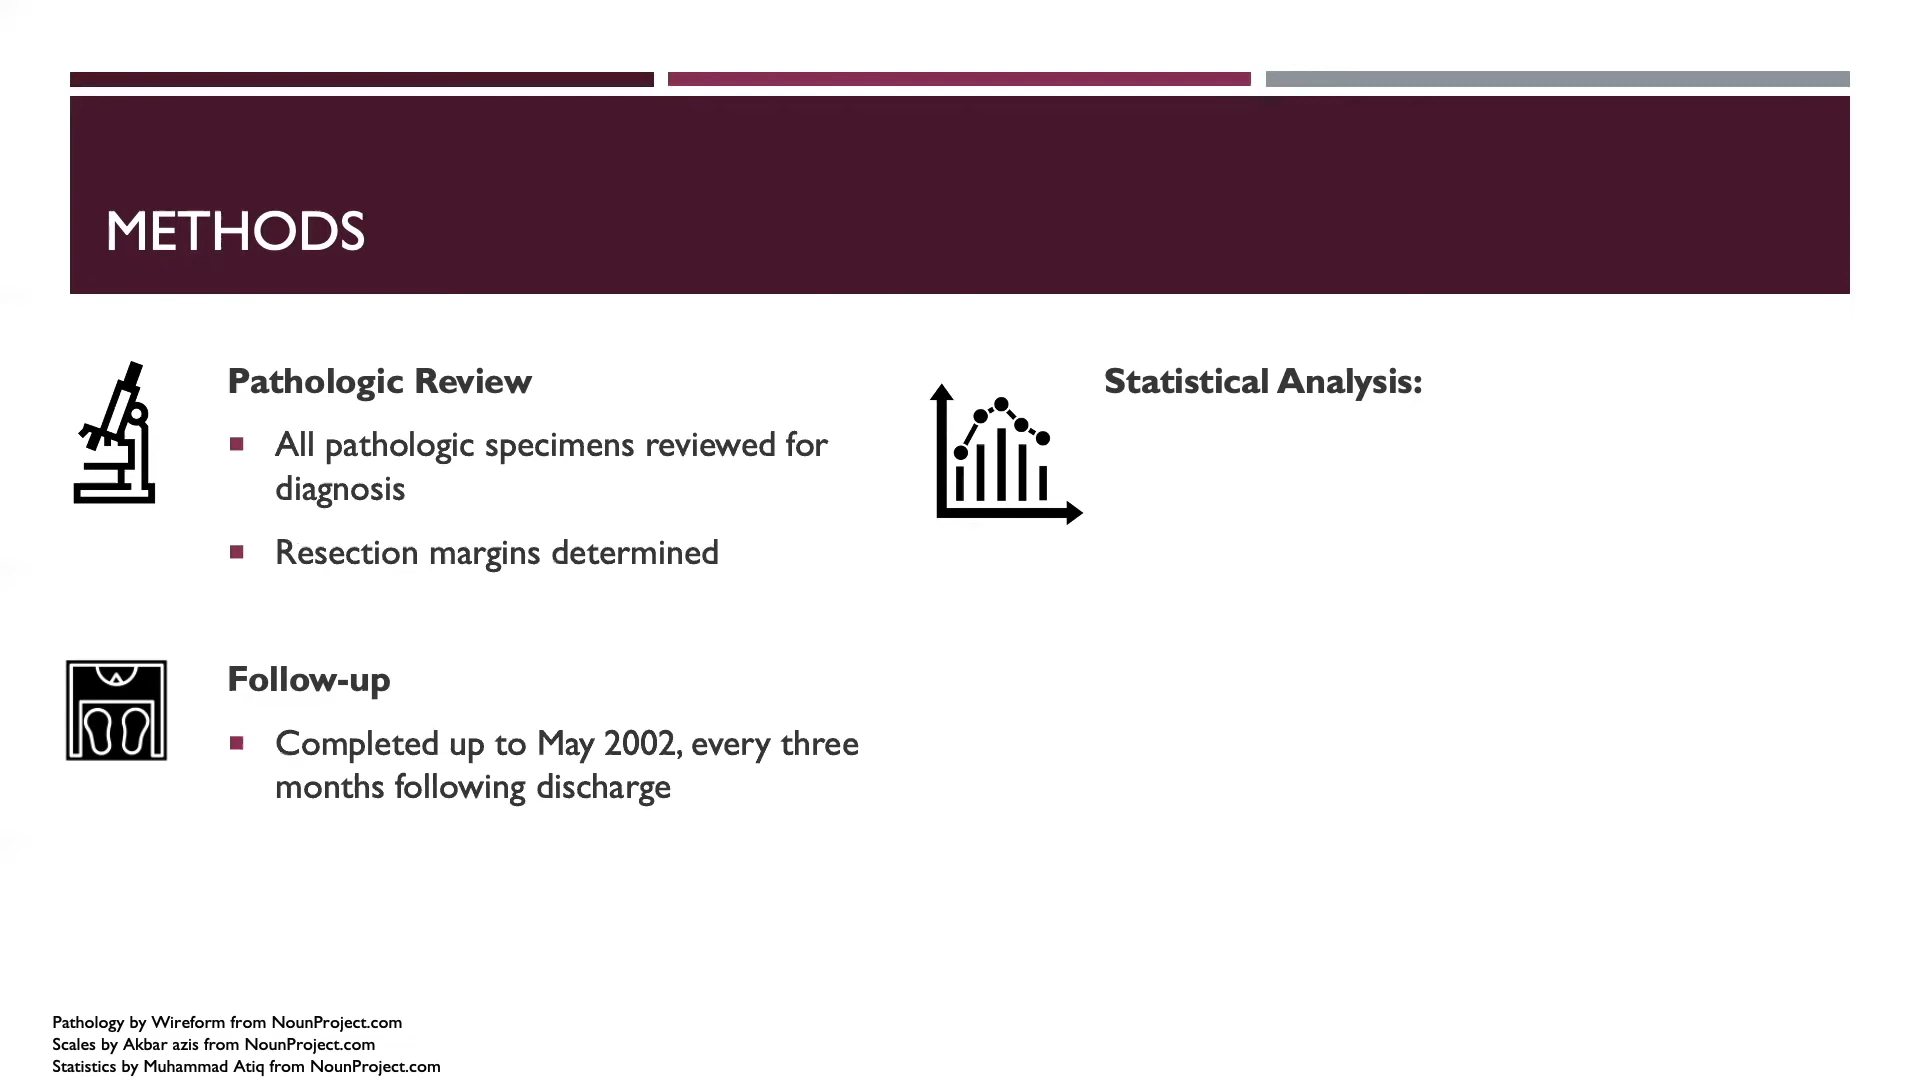 METHODS
Pathologic Review
All pathologic specimens reviewed for
diagnosis
Resection margins determined
Follow-up
Completed up to May 2002, every three
months following discharge
Statistical Analysis:
Pathology by Wireform from NounProject.com
Scales by Akbar azis from NounProject.com
Statistics by Muhammad Atiq from NounProject.com